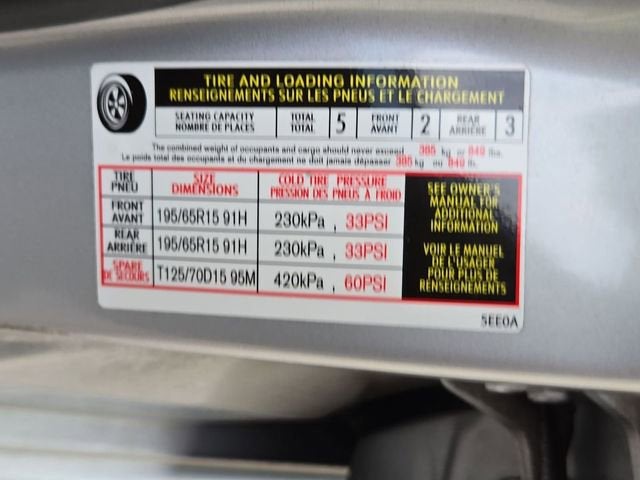 TIRE AND LOADING INFORMATION
RENSEIGNEMENTS SUR LES PNEUS ET LE CHARGEMENT
SEATING CAPACITY TOTAL 5 FRONT 2 REAR 3
NOMBRE DE PLACES TOTAL AVANT ARRIÈRE
The combined weight of occupants and cargo should never exceed 385 kg or 849 lbs.
Le poids total des occupants et du chargement ne doit jamais dépasser 385 kg ou 849 lb.
TIRE SIZE COLD TIRE PRESSURE
PNEU DIMENSIONS PRESSION DES PNEUS À FROID
FRONT
AVANT 195/65R15 91H 230kPa , 33PSI
REAR
ARRIÈRE 195/65R15 91H 230kPa , 33PSI
SPARE
DE SECOURS T125/70D15 95M 420kPa , 60PSI
SEE OWNER'S
MANUAL FOR
ADDITIONAL
INFORMATION
VOIR LE MANUEL
DE L'USAGER
POUR PLUS DE
RENSEIGNEMENTS
5EE0A